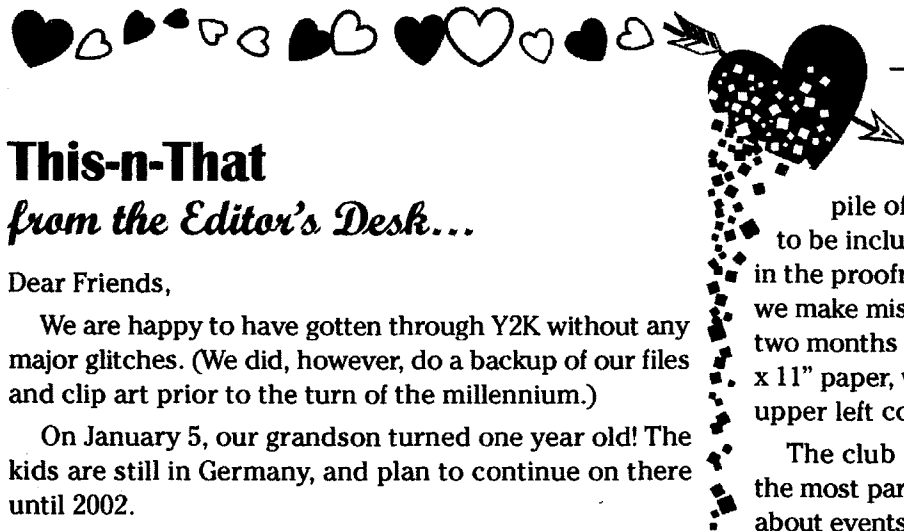 This-n-That
from the Editor's Desk...
Dear Friends,
We are happy to have gotten through Y2K without any
major glitches. (We did, however, do a backup of our files
and clip art prior to the turn of the millennium.)
On January 5, our grandson turned one year old! The
kids are still in Germany, and plan to continue on there
until 2002.
pile of
to be inclu
in the proofr
we make mis
two months
x 11” paper,
upper left co
The club
the most par
about events